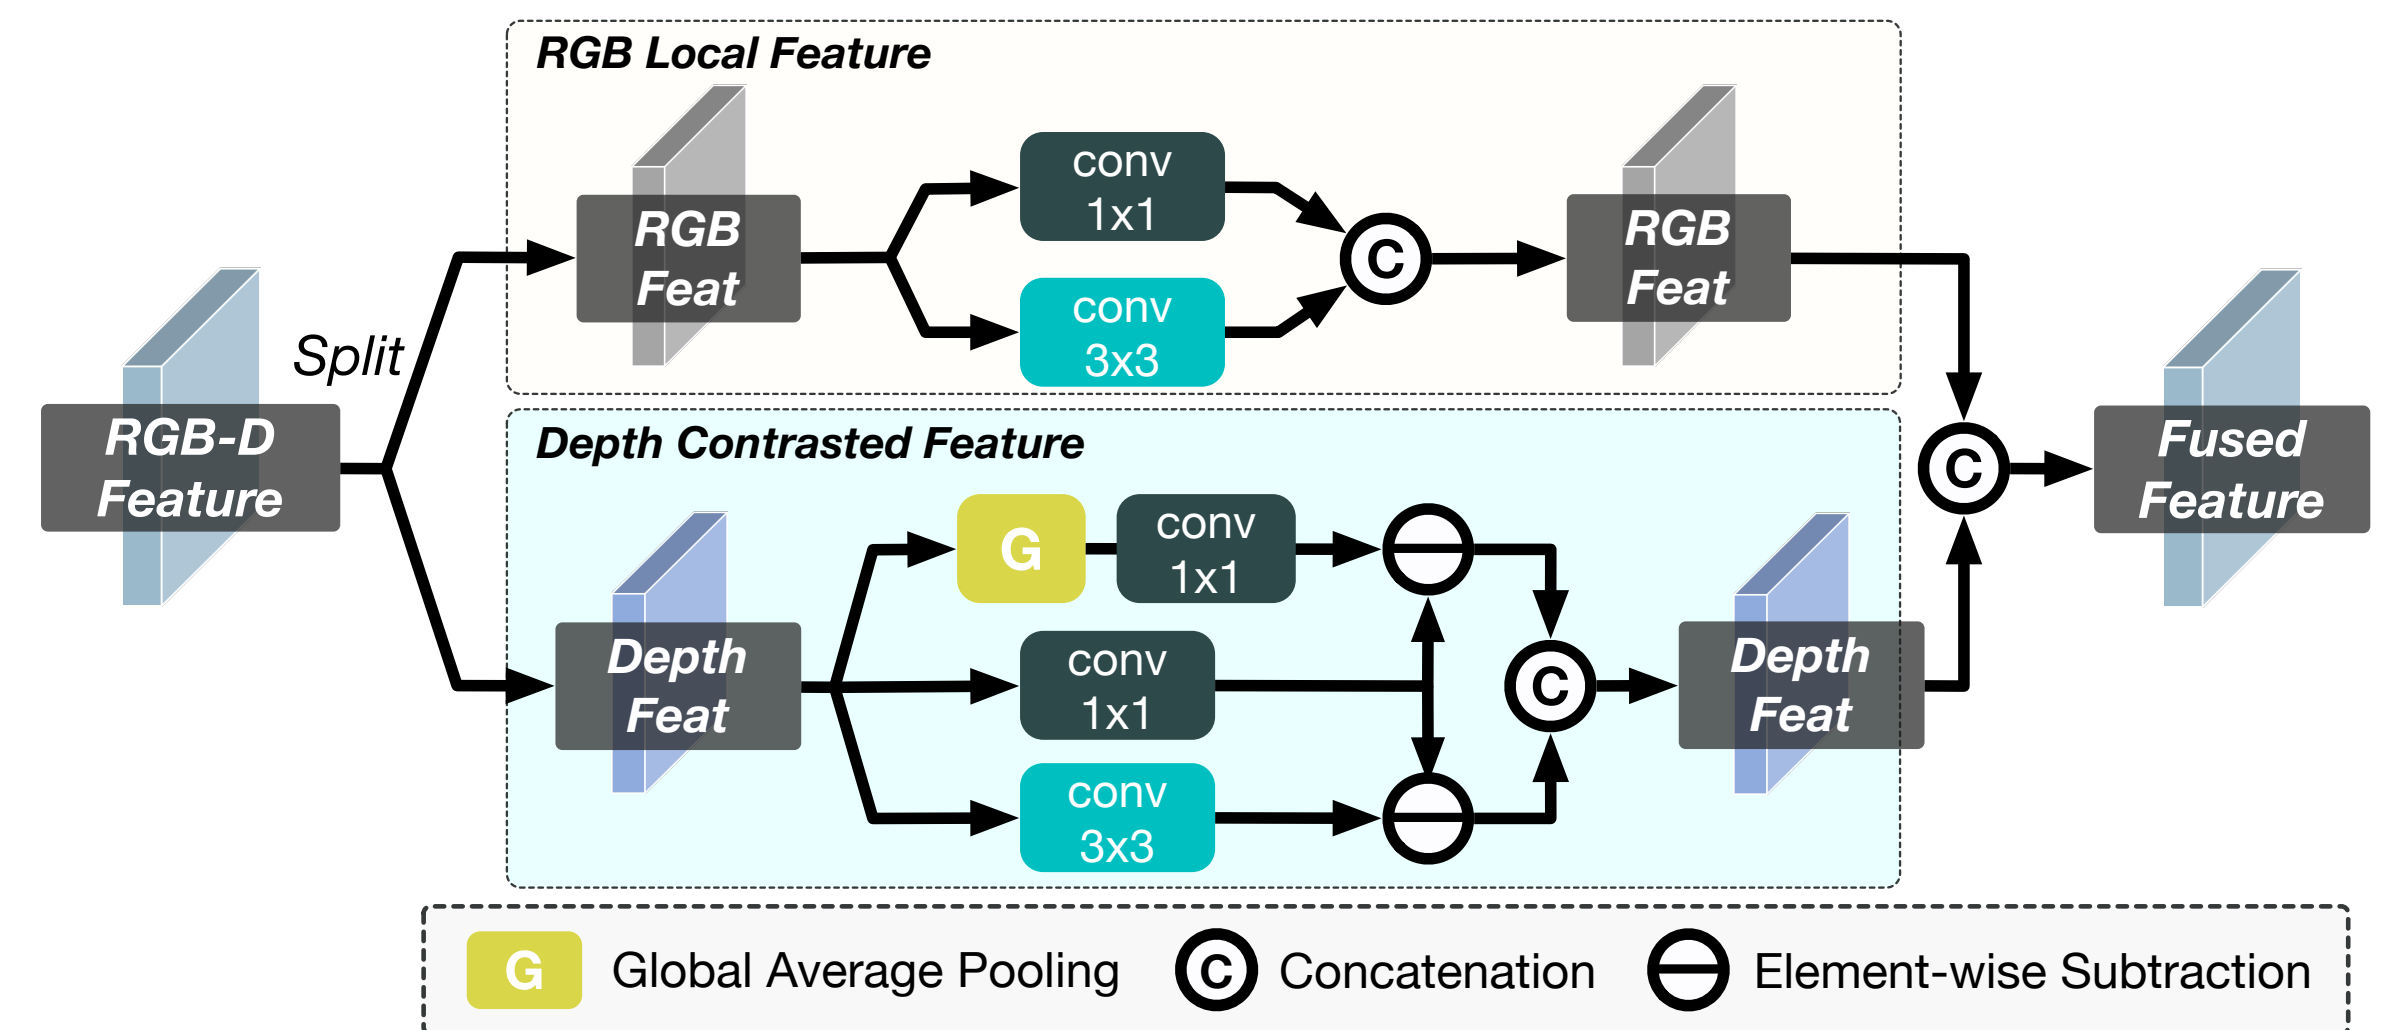 RGB Local Feature
RGB
Feat
conv
1x1
conv
3x3
C
RGB
Feat
Split
RGB-D
Feature
Depth Contrasted Feature
Depth
Feat
G
conv
1x1
conv
1x1
conv
3x3
C
Depth
Feat
C
Fused
Feature
G Global Average Pooling C Concatenation Element-wise Subtraction